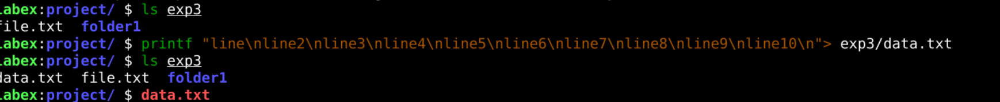 labex:project/ $ ls exp3
file.txt  folder1
labex:project/ $ printf "line\nline2\nline3\nline4\nline5\nline6\nline7\nline8\nline9\nline10\n"> exp3/data.txt
labex:project/ $ ls exp3
data.txt  file.txt  folder1
labex:project/ $ data.txt